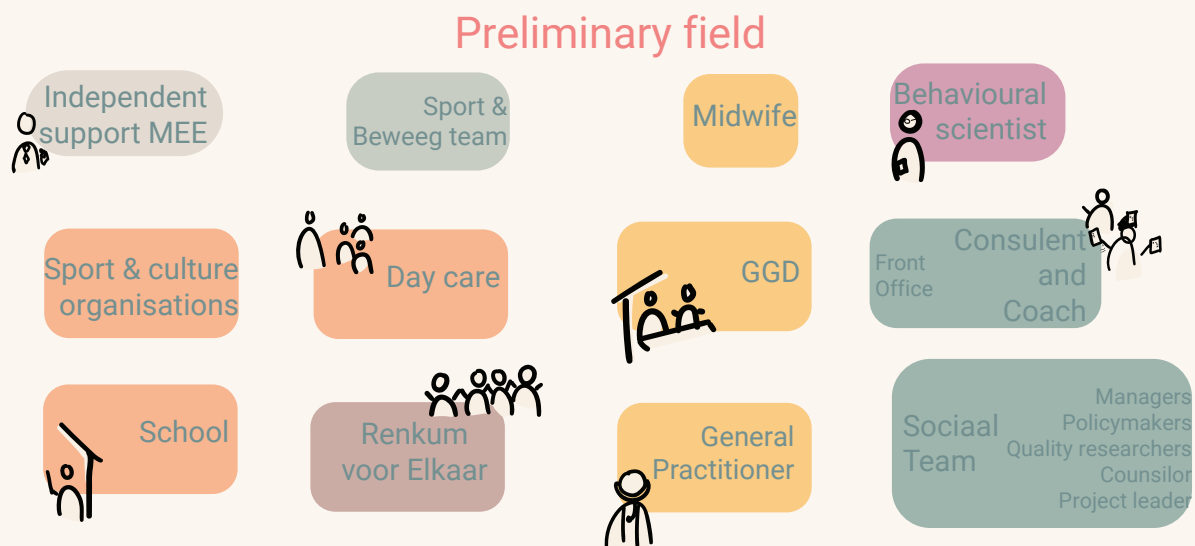 Preliminary field
Independent
support MEE
Sport &
Beweeg team
Midwife
Behavioural
scientist
Sport & culture
organisations
Day care
GGD
Front
Office
Consulent
and
Coach
School
Renkum
voor Elkaar
General
Practitioner
Sociaal
Team
Managers
Policymakers
Quality researchers
Counsilor
Project leader